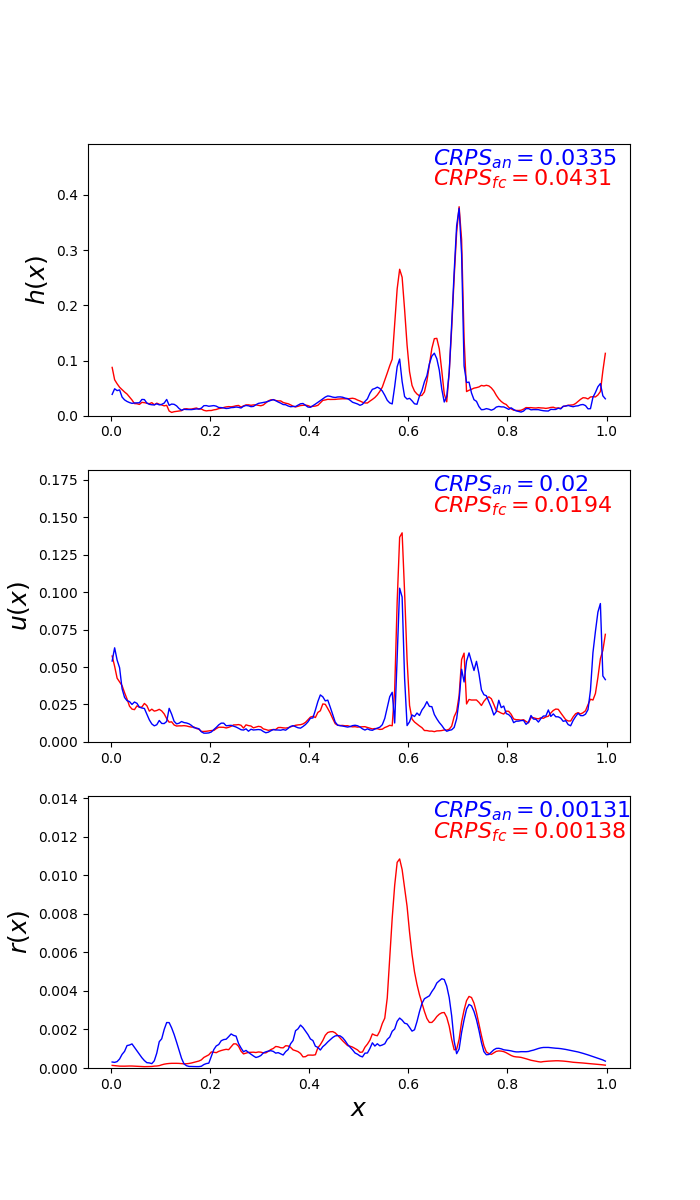 CRPS_an = 0.0335
CRPS_fc = 0.0431
0.4
0.3
h(x)
0.2
0.1
0.0
0.0 0.2 0.4 0.6 0.8 1.0
0.175
CRPS_an = 0.02
0.150
CRPS_fc = 0.0194
0.125
0.100
u(x)
0.075
0.050
0.025
0.000
0.0 0.2 0.4 0.6 0.8 1.0
0.014
CRPS_an = 0.00131
0.012
CRPS_fc = 0.00138
0.010
0.008
r(x)
0.006
0.004
0.002
0.000
0.0 0.2 0.4 0.6 0.8 1.0
x